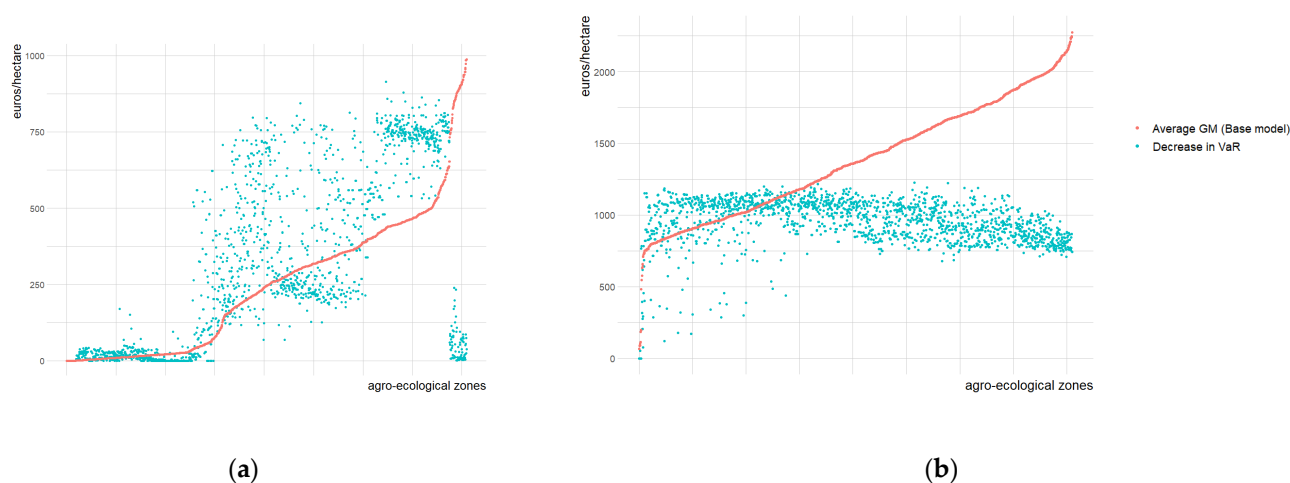 euros/hectare
1000
750
500
250
0
agro-ecological zones
(a)
euros/hectare
2000
1500
1000
500
0
agro-ecological zones
(b)
Average GM (Base model)
Decrease in VaR